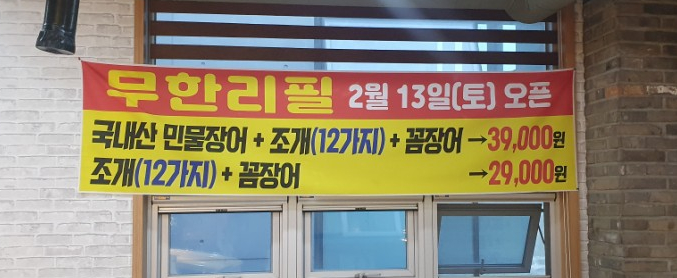 무한리필 2월 13일(토) 오픈
국내산 민물장어 + 조개(12가지) + 꼼장어 →39,000원
조개(12가지) + 꼼장어 →29,000원